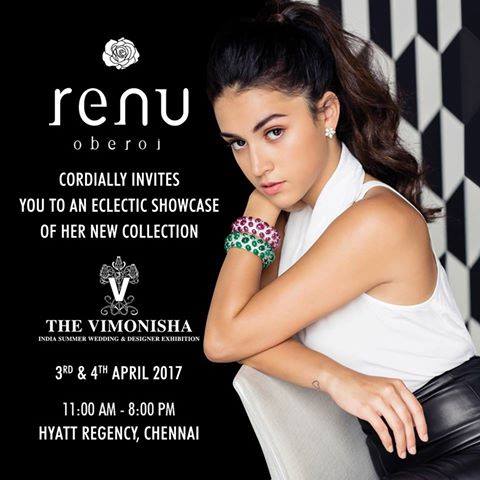 renu
oberoi
CORDIALLY INVITES
YOU TO AN ECLECTIC SHOWCASE
OF HER NEW COLLECTION
V
THE VIMONISHA
INDIA SUMMER WEDDING & DESIGNER EXHIBITION
3RD & 4TH APRIL 2017
11:00 AM - 8:00 PM
HYATT REGENCY, CHENNAI